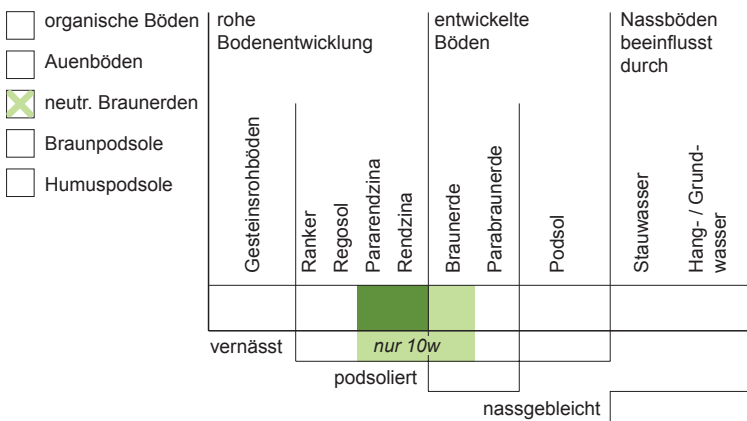 organische Böden
Auenböden
neutr. Braunerden
Braunpodsole
Humuspodsole
rohe
Bodenentwicklung
entwickelte
Böden
Nassböden
beeinflusst
durch
Gesteinsrohböden
Ranker
Regosol
Pararendzina
Rendzina
Braunerde
Parabraunerde
Podsol
Stauwasser
Hang- / Grund-
wasser
vernässt
nur 10w
podsoliert
nassgebleicht